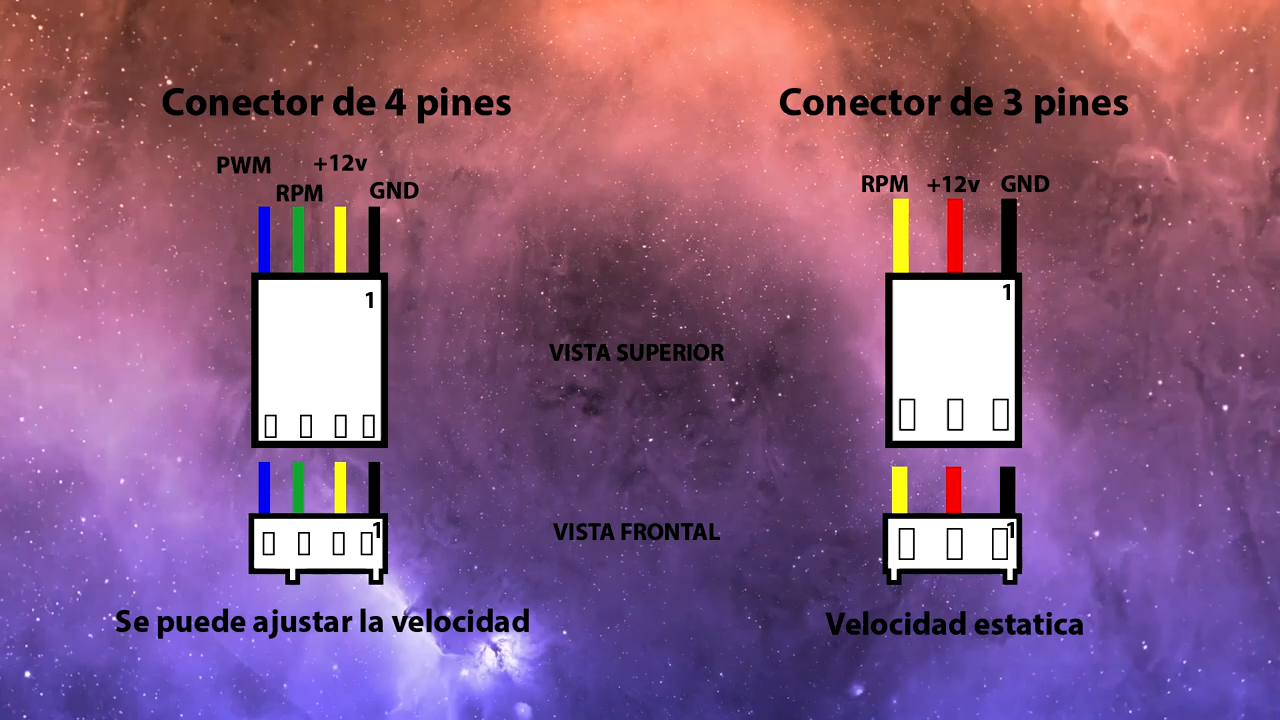 Conector de 4 pines
Conector de 3 pines
PWM
+12v
RPM
GND
RPM
+12v
GND
1
1
VISTA SUPERIOR
VISTA FRONTAL
1
1
Se puede ajustar la velocidad
Velocidad estatica